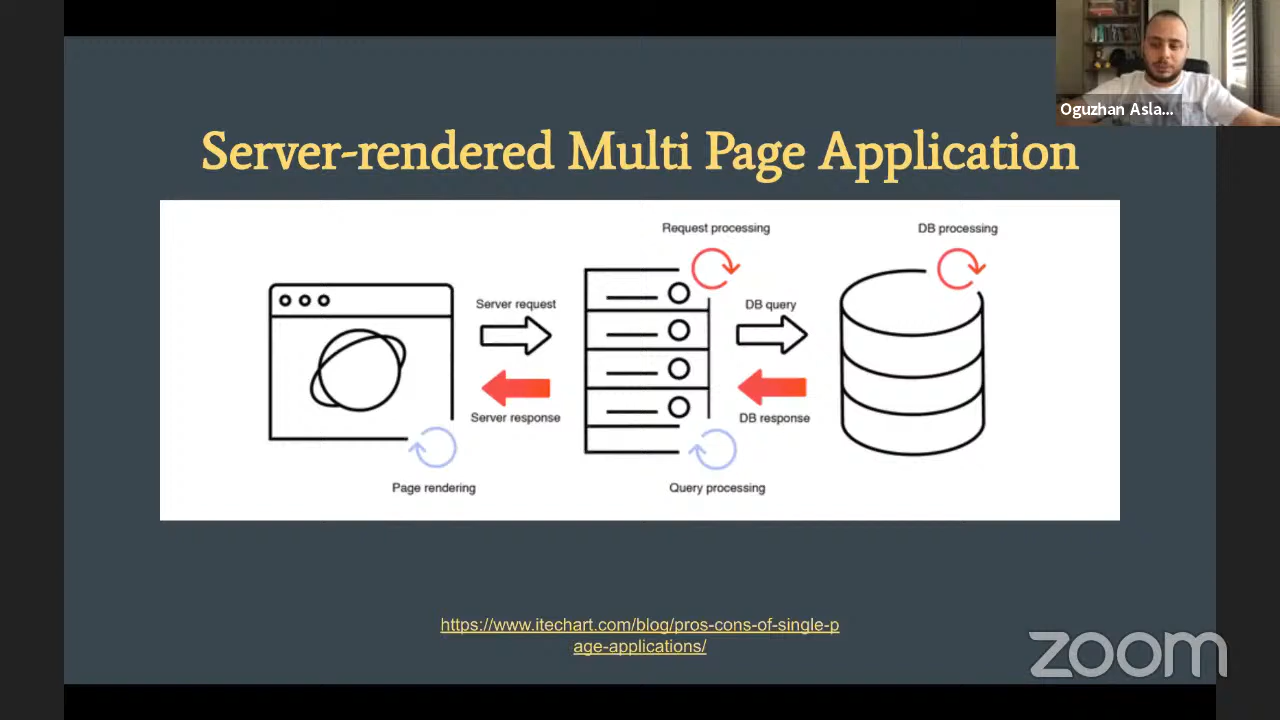 Oguzhan Asla...
Server-rendered Multi Page Application
Request processing
DB processing
Server request
DB query
Server response
DB response
Page rendering
Query processing
https://www.itechart.com/blog/pros-cons-of-single-p
age-applications/
zoom